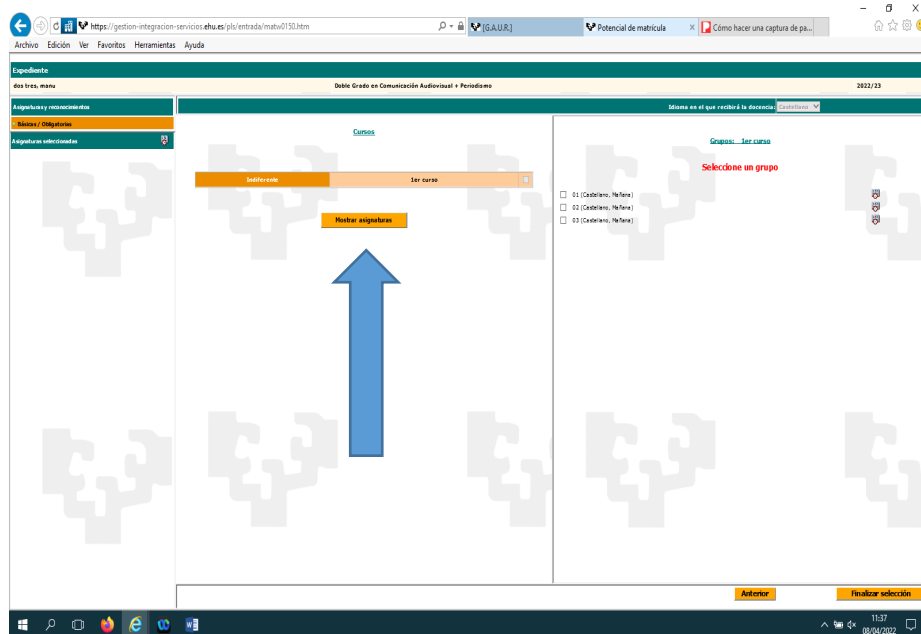 https://gestion-integracion-servicios.ehu.es/pls/entrada/matw0150.htm
[G.A.U.R.]
Potencial de matrícula
Cómo hacer una captura de pa...
Archivo Edición Ver Favoritos Herramientas Ayuda
Expediente
dos tres, manu Doble Grado en Comunicación Audiovisual + Periodismo 2022/23
Asignaturas y reconocimientos
Idioma en el que recibirá la docencia: Castellano
- Básicas / Obligatorias
Asignaturas seleccionadas
Cursos
Indiferente 1er curso
Mostrar asignaturas
Grupos: 1er curso
Seleccione un grupo
01 (Castellano, Mañana)
02 (Castellano, Mañana)
03 (Castellano, Mañana)
Anterior Finalizar selección
11:37
08/04/2022